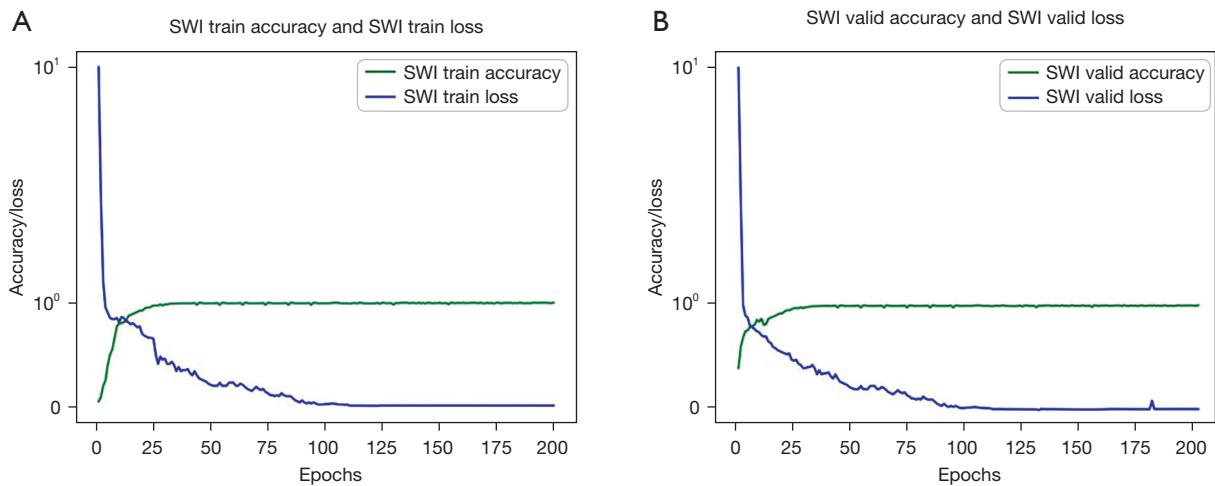 A
SWI train accuracy and SWI train loss
10¹
10⁰
0
Accuracy/loss
SWI train accuracy
SWI train loss
0 25 50 75 100 125 150 175 200
Epochs
B
SWI valid accuracy and SWI valid loss
10¹
10⁰
0
Accuracy/loss
SWI valid accuracy
SWI valid loss
0 25 50 75 100 125 150 175 200
Epochs